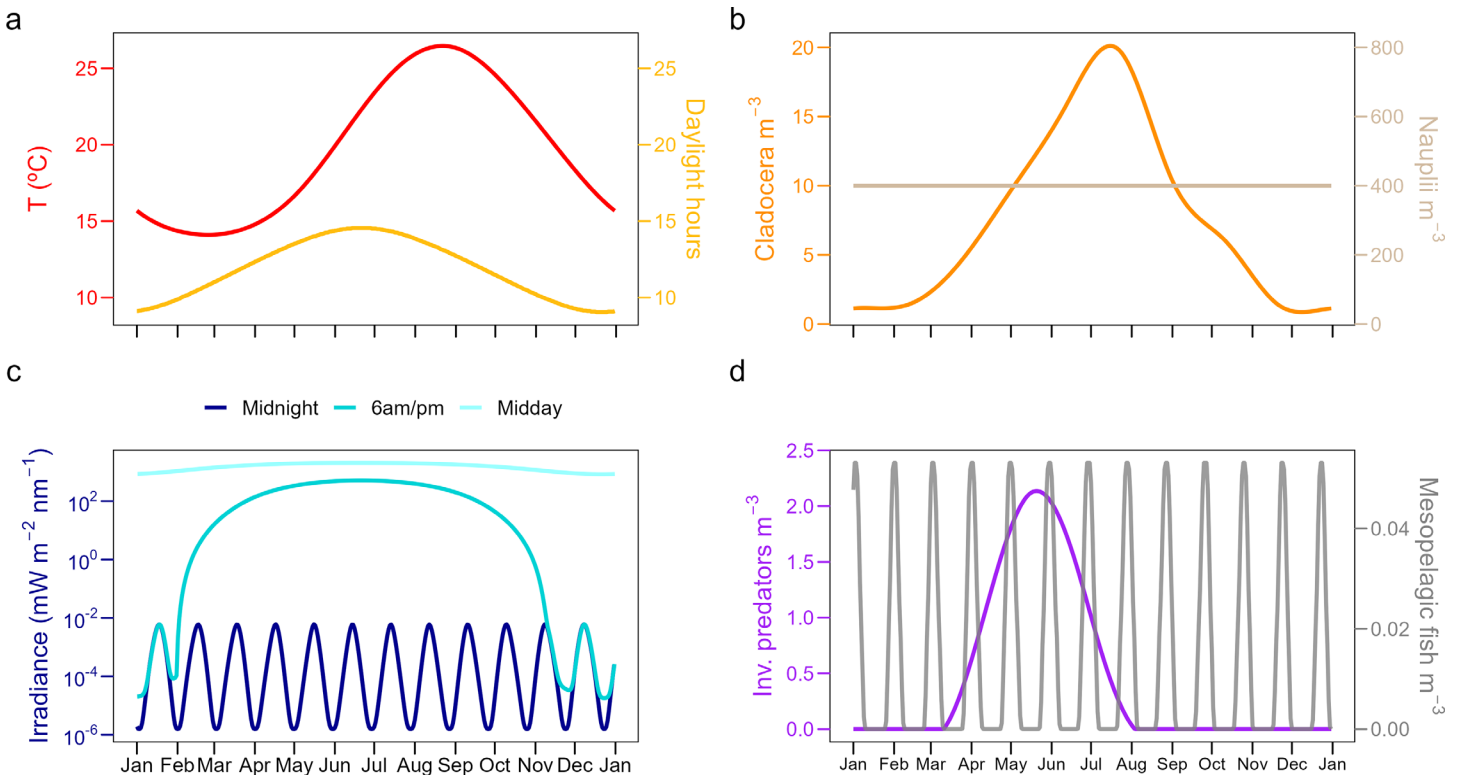 a
25
20
15
10
T (ºC)
25
20
15
10
Daylight hours
b
20
15
10
5
0
Cladocera m⁻³
800
600
400
200
0
Nauplii m⁻³
c
Midnight 6am/pm Midday
10²
10⁰
10⁻²
10⁻⁴
10⁻⁶
Irradiance (mW m⁻² nm⁻¹)
Jan Feb Mar Apr May Jun Jul Aug Sep Oct Nov Dec Jan
d
2.5
2.0
1.5
1.0
0.5
0.0
Inv. predators m⁻³
0.04
0.02
0.00
Mesopelagic fish m⁻³
Jan Feb Mar Apr May Jun Jul Aug Sep Oct Nov Dec Jan